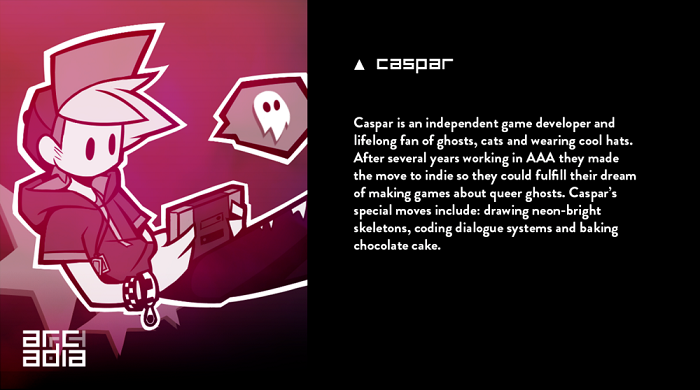 caspar
Caspar is an independent game developer and
lifelong fan of ghosts, cats and wearing cool hats.
After several years working in AAA they made
the move to indie so they could fulfill their dream
of making games about queer ghosts. Caspar's
special moves include: drawing neon-bright
skeletons, coding dialogue systems and baking
chocolate cake.
arc
adia